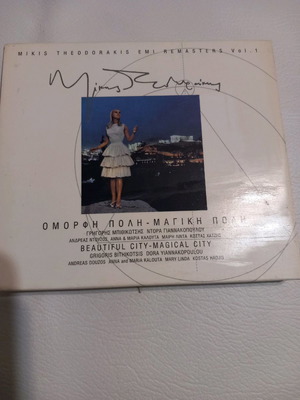 MIKIS THEODORAKIS EMI REMASTERS Vol. 1
ΟΜΟΡΦΗ ΠΟΛΗ-ΜΑΓΙΚΗ ΠΟΛΗ
ΓΡΗΓΟΡΗΣ ΜΠΙΘΙΚΩΤΣΗΣ ΝΤΟΡΑ ΓΙΑΝΝΑΚΟΠΟΥΛΟΥ
ΑΝΔΡΕΑΣ ΝΤΟΥΖΟΣ ΑΝΝΑ & ΜΑΡΙΑ ΚΑΛΟΥΤΑ ΜΑΙΡΗ ΛΙΝΤΑ ΚΩΣΤΑΣ ΧΑΤΖΗΣ
BEAUTIFUL CITY-MAGICAL CITY
GRIGORIS BITHIKOTSIS DORA YIANNAKOPOULOU
ANDREAS DOUZOS ANNA and MARIA KALOUTA MARY LINDA KOSTAS HATZIS